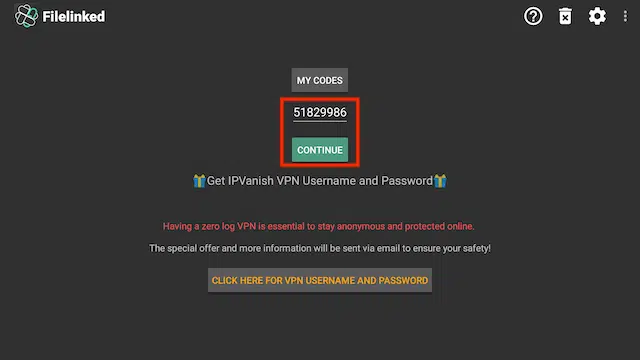 Filelinked
MY CODES
51829986
CONTINUE
🎁Get IPVanish VPN Username and Password🎁
Having a zero log VPN is essential to stay anonymous and protected online.
The special offer and more information will be sent via email to ensure your safety!
CLICK HERE FOR VPN USERNAME AND PASSWORD